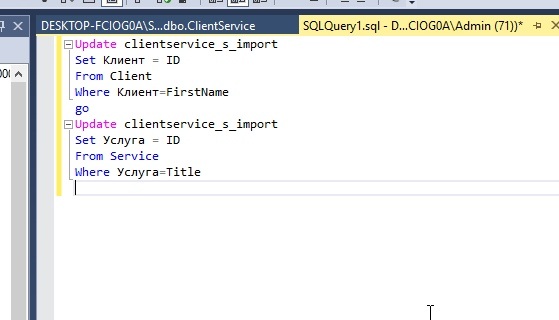 DESKTOP-FCIOG0A\S...dbo.ClientService
SQLQuery1.sql - D...CIOG0A\Admin (71))*
Update clientservice_s_import
Set Клиент = ID
From Client
Where Клиент=FirstName
go
Update clientservice_s_import
Set Услуга = ID
From Service
Where Услуга=Title